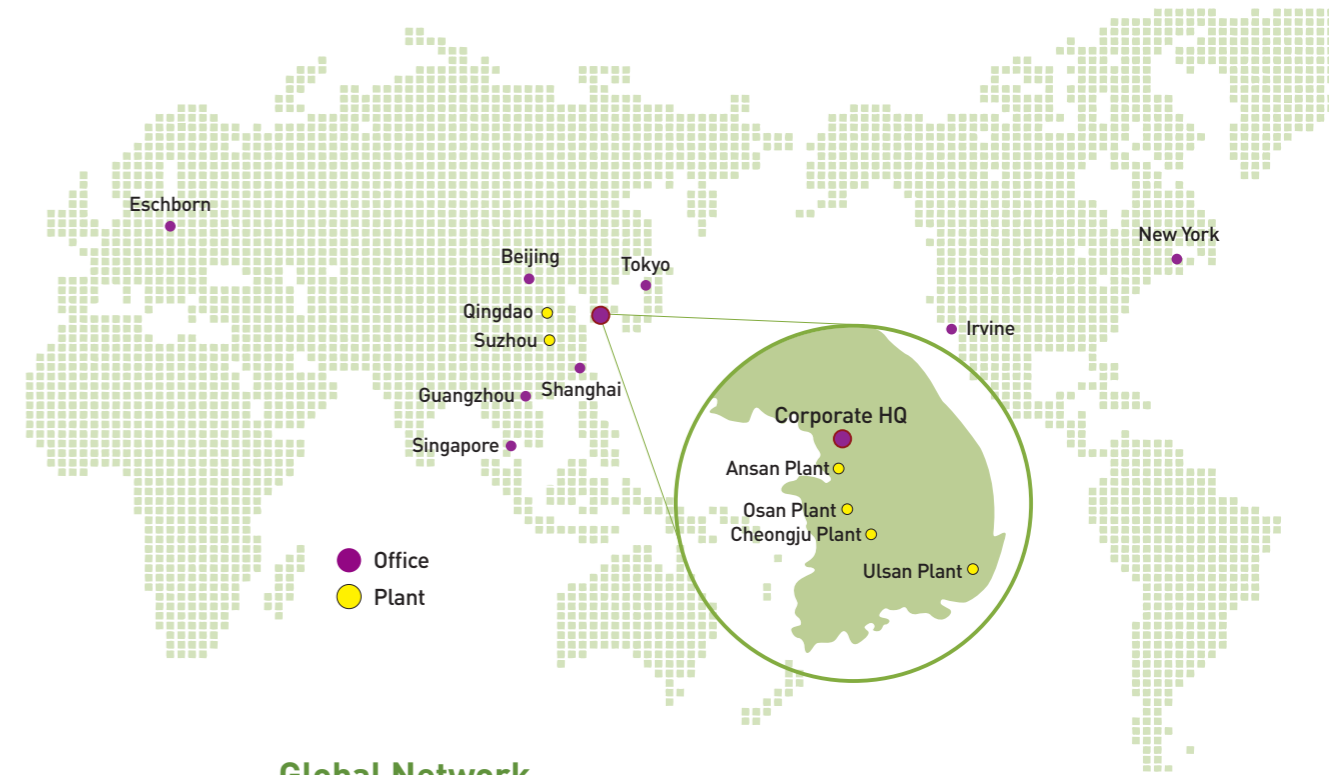 Eschborn
New York
Beijing
Tokyo
Qingdao
Irvine
Suzhou
Shanghai
Guangzhou
Corporate HQ
Singapore
Ansan Plant
Osan Plant
Cheongju Plant
Office
Ulsan Plant
Plant
Global Network